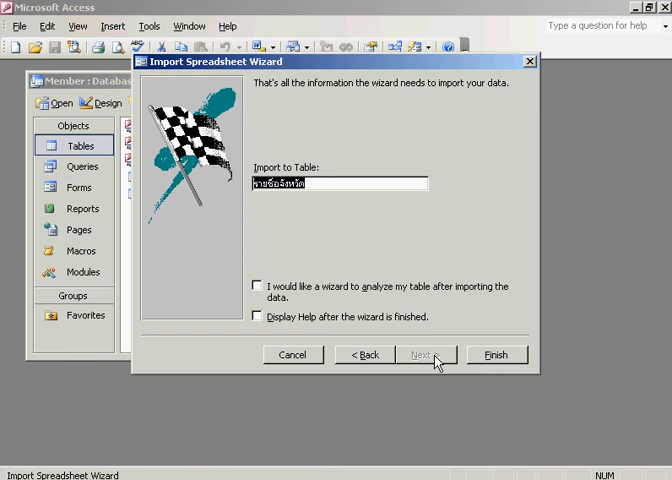 Microsoft Access
File Edit View Insert Tools Window Help
Type a question for help
Import Spreadsheet Wizard
Member : Databas
Open Design
Objects
Tables
Queries
Forms
Reports
Pages
Macros
Modules
Groups
Favorites
That's all the information the wizard needs to import your data.
Import to Table:
รายชื่อจังหวัด
I would like a wizard to analyze my table after importing the
data.
Display Help after the wizard is finished.
Cancel < Back Next > Finish
Import Spreadsheet Wizard
NUM